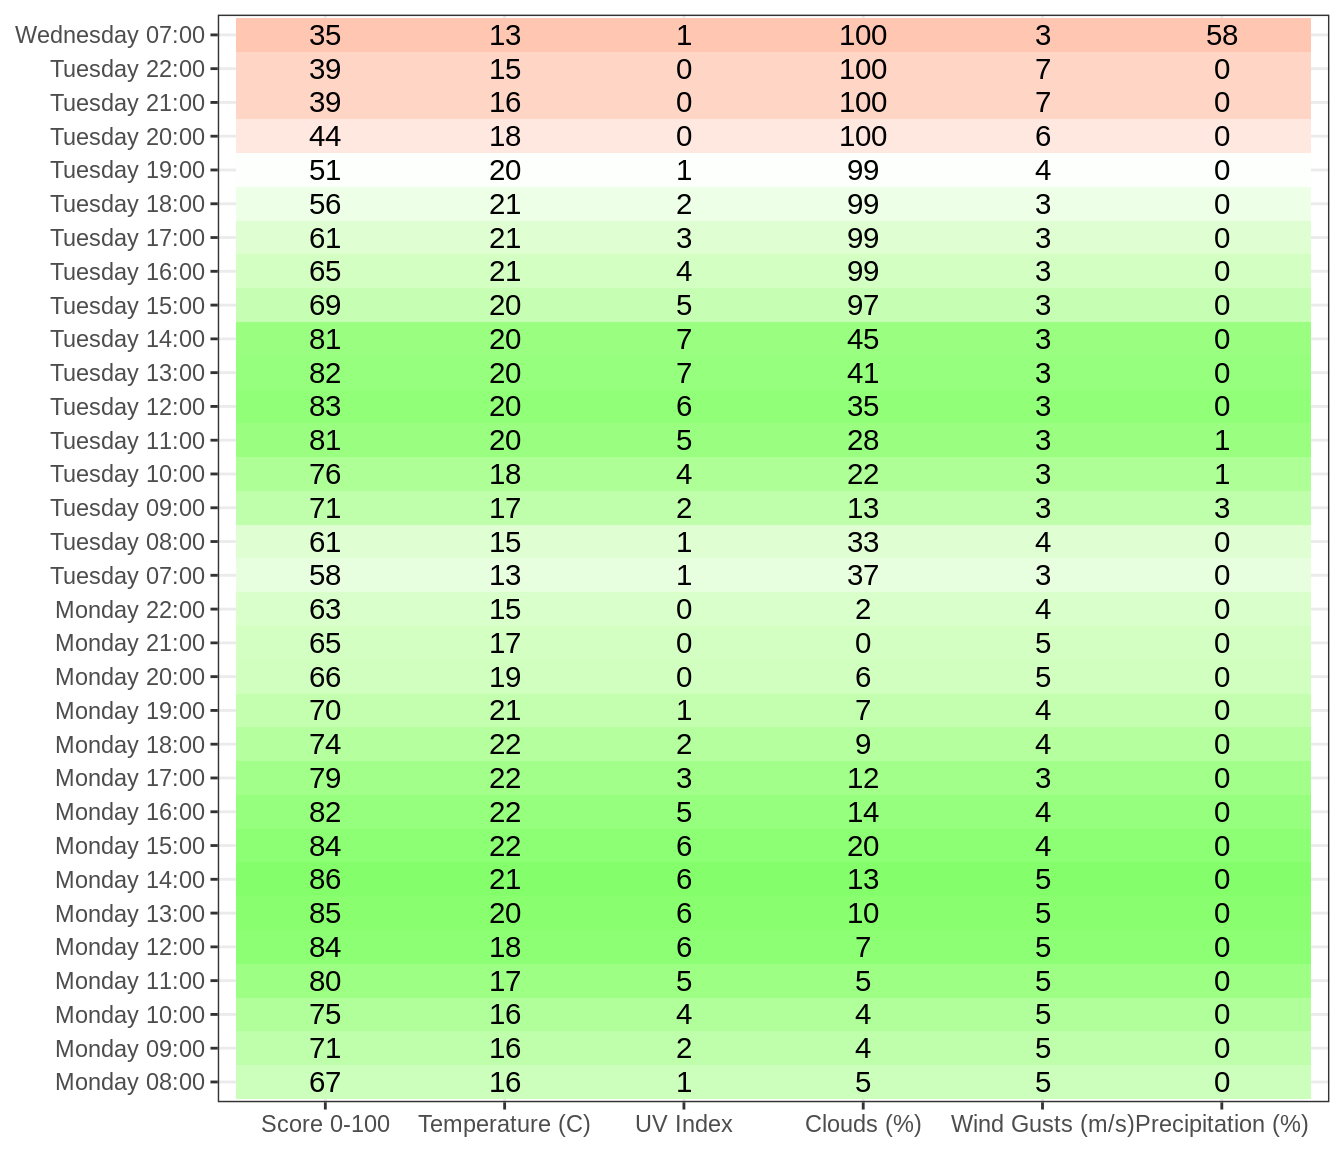 Wednesday 07:00 35 13 1 100 3 58
Tuesday 22:00 39 15 0 100 7 0
Tuesday 21:00 39 16 0 100 7 0
Tuesday 20:00 44 18 0 100 6 0
Tuesday 19:00 51 20 1 99 4 0
Tuesday 18:00 56 21 2 99 3 0
Tuesday 17:00 61 21 3 99 3 0
Tuesday 16:00 65 21 4 99 3 0
Tuesday 15:00 69 20 5 97 3 0
Tuesday 14:00 81 20 7 45 3 0
Tuesday 13:00 82 20 7 41 3 0
Tuesday 12:00 83 20 6 35 3 0
Tuesday 11:00 81 20 5 28 3 1
Tuesday 10:00 76 18 4 22 3 1
Tuesday 09:00 71 17 2 13 3 3
Tuesday 08:00 61 15 1 33 4 0
Tuesday 07:00 58 13 1 37 3 0
Monday 22:00 63 15 0 2 4 0
Monday 21:00 65 17 0 0 5 0
Monday 20:00 66 19 0 6 5 0
Monday 19:00 70 21 1 7 4 0
Monday 18:00 74 22 2 9 4 0
Monday 17:00 79 22 3 12 3 0
Monday 16:00 82 22 5 14 4 0
Monday 15:00 84 22 6 20 4 0
Monday 14:00 86 21 6 13 5 0
Monday 13:00 85 20 6 10 5 0
Monday 12:00 84 18 6 7 5 0
Monday 11:00 80 17 5 5 5 0
Monday 10:00 75 16 4 4 5 0
Monday 09:00 71 16 2 4 5 0
Monday 08:00 67 16 1 5 5 0
Score 0-100 Temperature (C) UV Index Clouds (%) Wind Gusts (m/s) Precipitation (%)